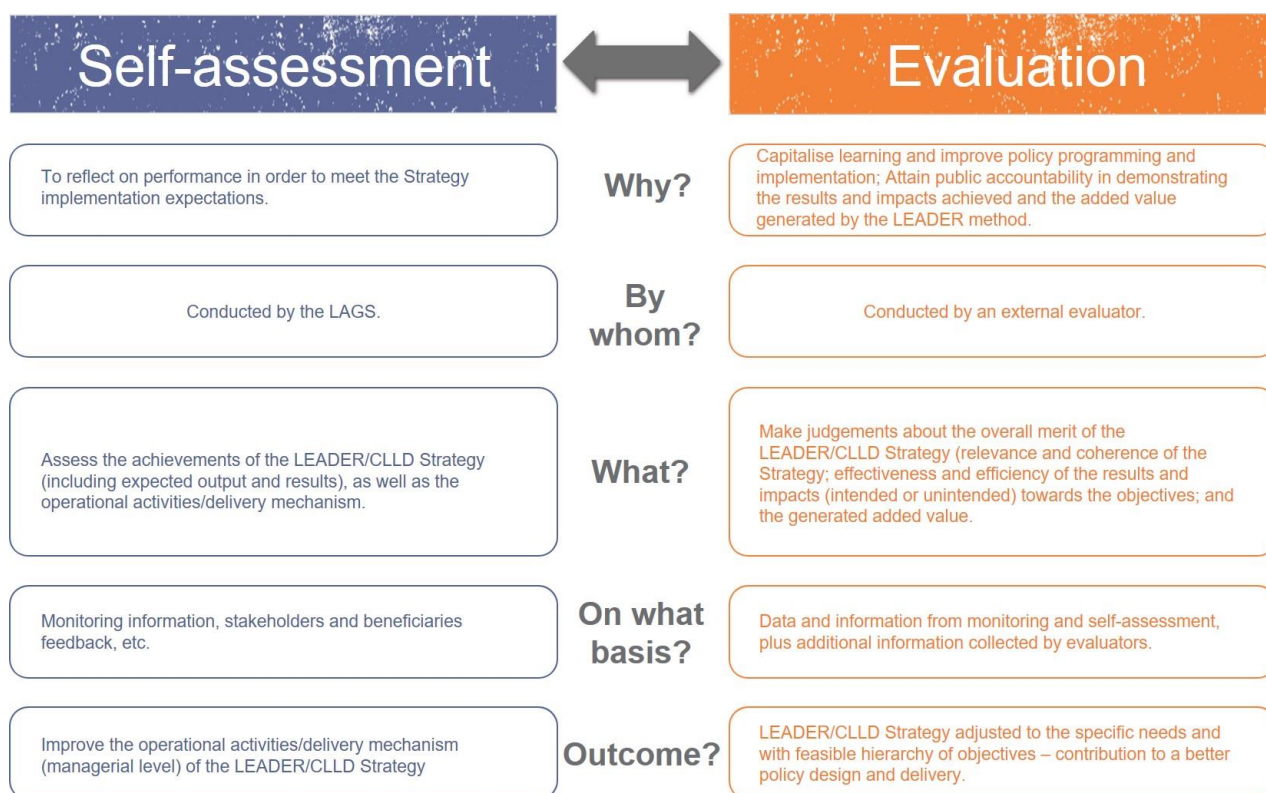 Self-assessment
Evaluation
To reflect on performance in order to meet the Strategy
implementation expectations.
Why?
Capitalise learning and improve policy programming and
implementation; Attain public accountability in demonstrating
the results and impacts achieved and the added value
generated by the LEADER method.
Conducted by the LAGS.
By
whom?
Conducted by an external evaluator.
Assess the achievements of the LEADER/CLLD Strategy
(including expected output and results), as well as the
operational activities/delivery mechanism.
What?
Make judgements about the overall merit of the
LEADER/CLLD Strategy (relevance and coherence of the
Strategy; effectiveness and efficiency of the results and
impacts (intended or unintended) towards the objectives; and
the generated added value.
Monitoring information, stakeholders and beneficiaries
feedback, etc.
On what
basis?
Data and information from monitoring and self-assessment,
plus additional information collected by evaluators.
Improve the operational activities/delivery mechanism
(managerial level) of the LEADER/CLLD Strategy
Outcome?
LEADER/CLLD Strategy adjusted to the specific needs and
with feasible hierarchy of objectives – contribution to a better
policy design and delivery.